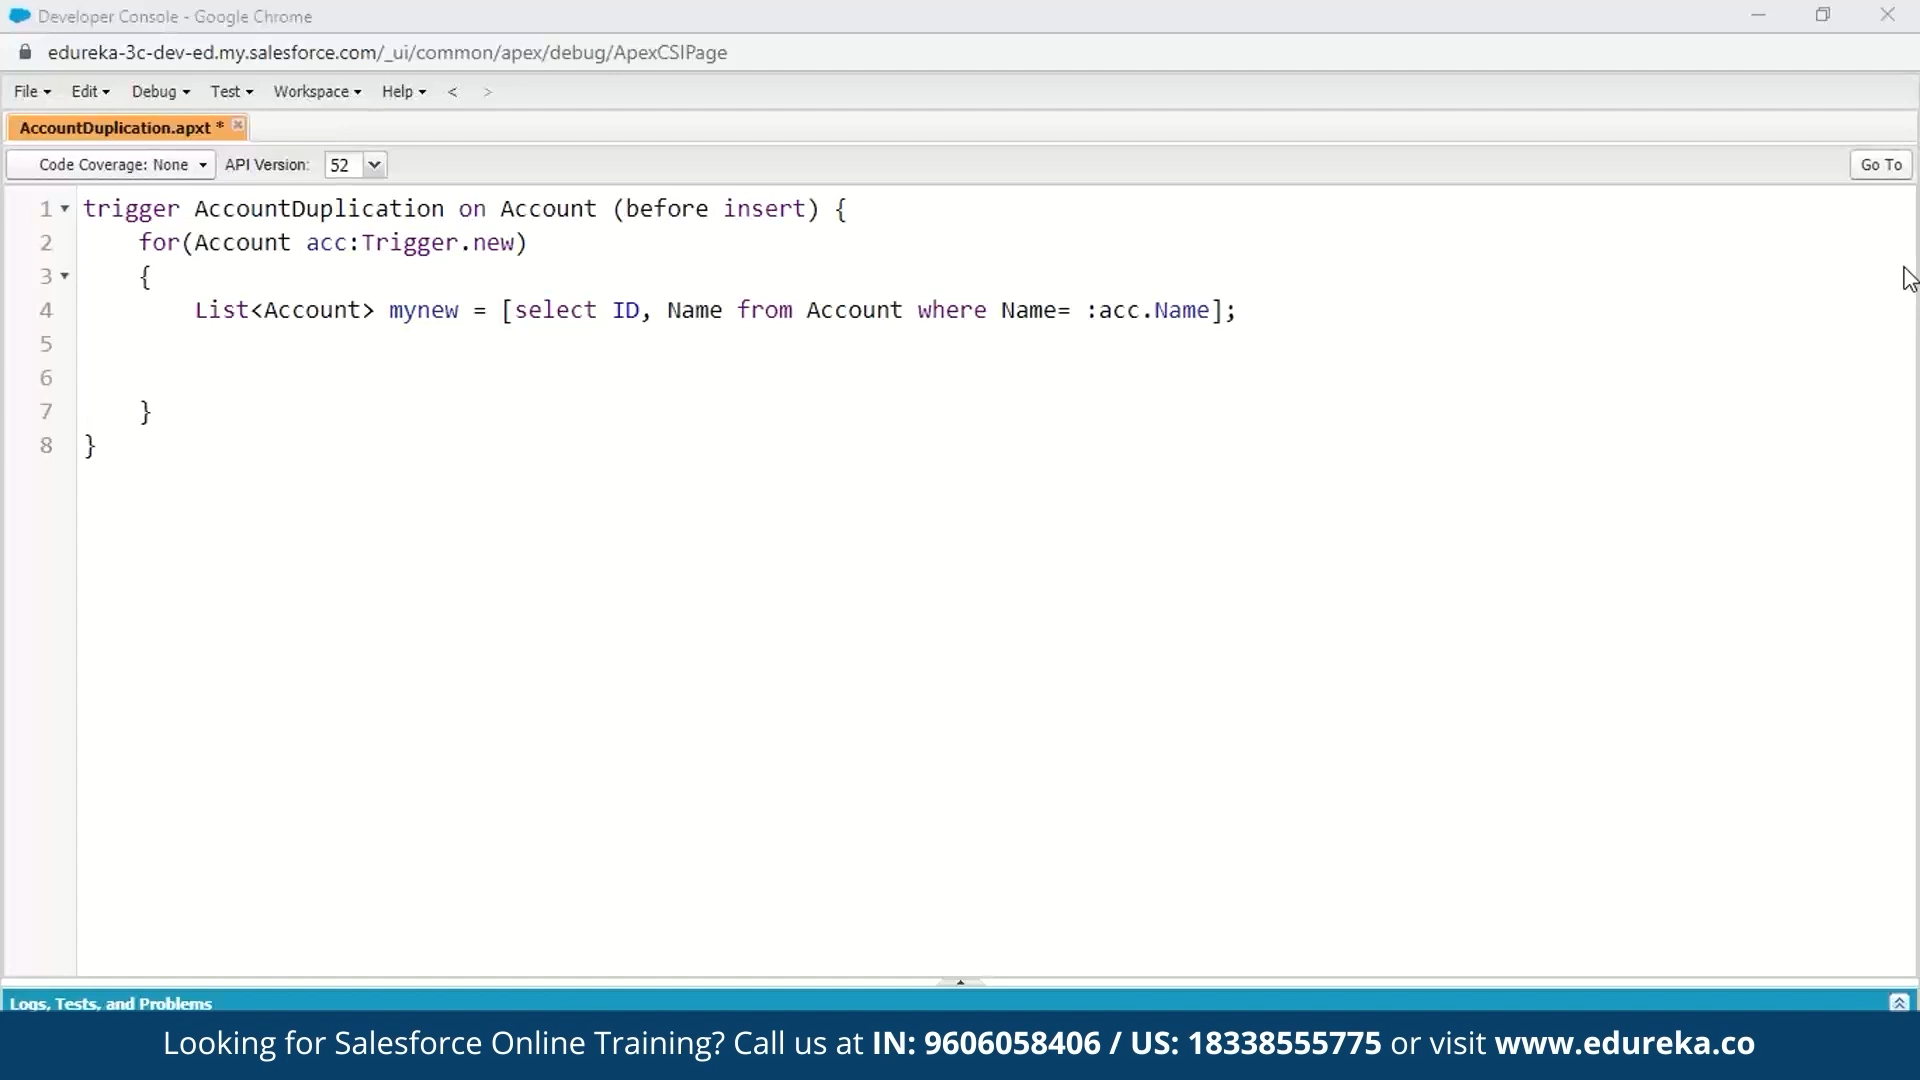 Developer Console - Google Chrome
edureka-3c-dev-ed.my.salesforce.com/_ui/common/apex/debug/ApexCSIPage
File Edit Debug Test Workspace Help < >
AccountDuplication.apxt *
Code Coverage: None API Version: 52 Go To
1 trigger AccountDuplication on Account (before insert) {
2 for(Account acc:Trigger.new)
3 {
4 List<Account> mynew = [select ID, Name from Account where Name= :acc.Name];
5
6
7 }
8 }
Logs, Tests, and Problems
Looking for Salesforce Online Training? Call us at IN: 9606058406 / US: 18338555775 or visit www.edureka.co